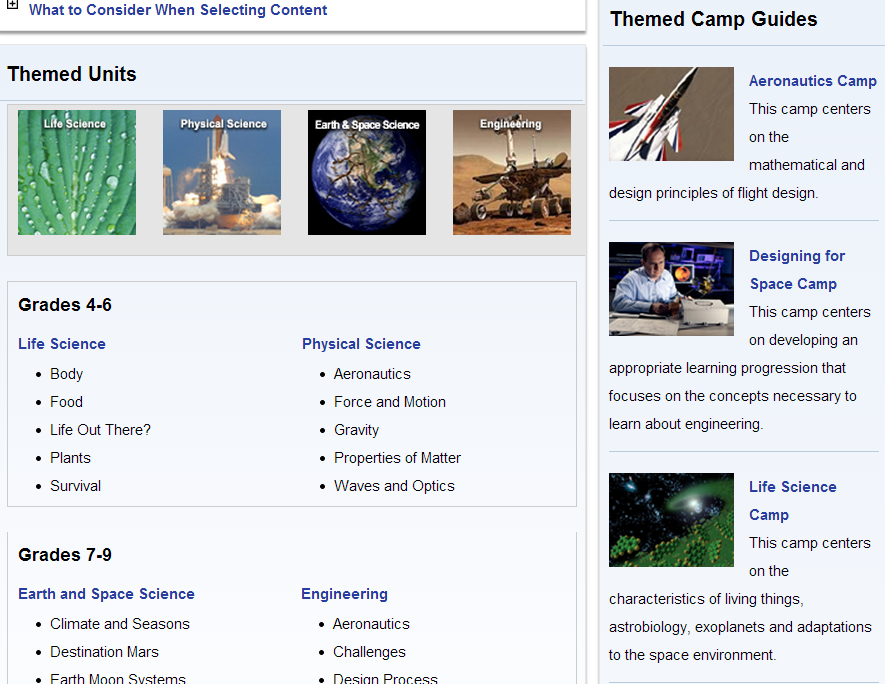 What to Consider When Selecting Content
Themed Units
Life Science
Physical Science
Earth & Space Science
Engineering
Grades 4-6
Life Science
Body
Food
Life Out There?
Plants
Survival
Physical Science
Aeronautics
Force and Motion
Gravity
Properties of Matter
Waves and Optics
Grades 7-9
Earth and Space Science
Climate and Seasons
Destination Mars
Earth Moon Systems
Engineering
Aeronautics
Challenges
Design Process
Themed Camp Guides
Aeronautics Camp
This camp centers
on the
mathematical and
design principles of flight design.
Designing for
Space Camp
This camp centers
on developing an
appropriate learning progression that
focuses on the concepts necessary to
learn about engineering.
Life Science
Camp
This camp centers
on the
characteristics of living things,
astrobiology, exoplanets and adaptations
to the space environment.